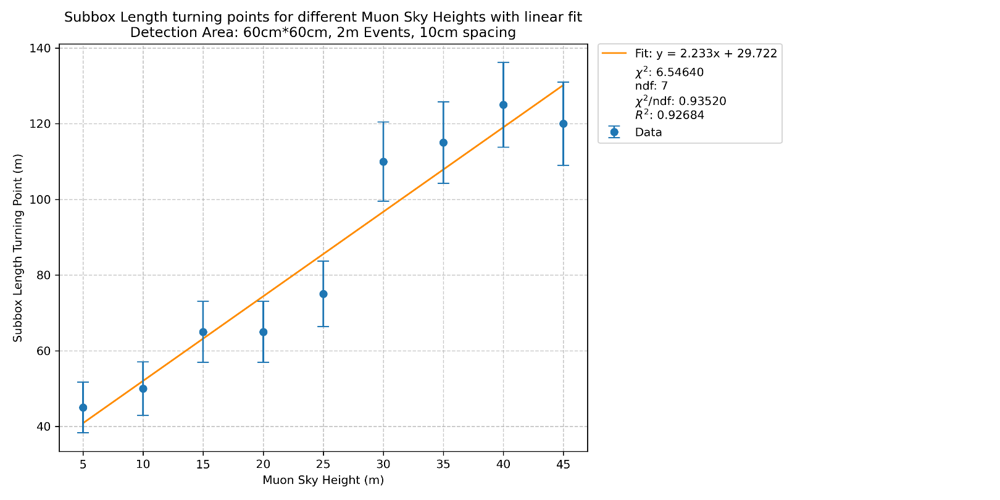 Subbox Length turning points for different Muon Sky Heights with linear fit
Detection Area: 60cm*60cm, 2m Events, 10cm spacing
140
120
100
80
60
40
Subbox Length Turning Point (m)
5 10 15 20 25 30 35 40 45
Muon Sky Height (m)
Fit: y = 2.233x + 29.722
χ²: 6.54640
ndf: 7
χ²/ndf: 0.93520
R²: 0.92684
Data